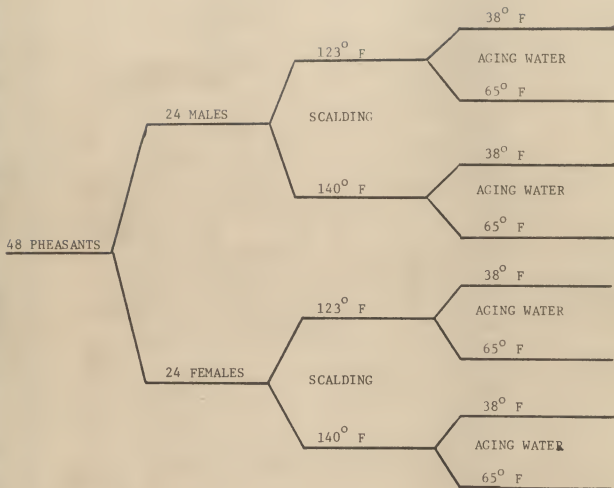 38° F
123° F
AGING WATER
65° F
24 MALES
SCALDING
38° F
140° F
AGING WATER
65° F
48 PHEASANTS
38° F
123° F
AGING WATER
65° F
24 FEMALES
SCALDING
38° F
140° F
AGING WATER
65° F